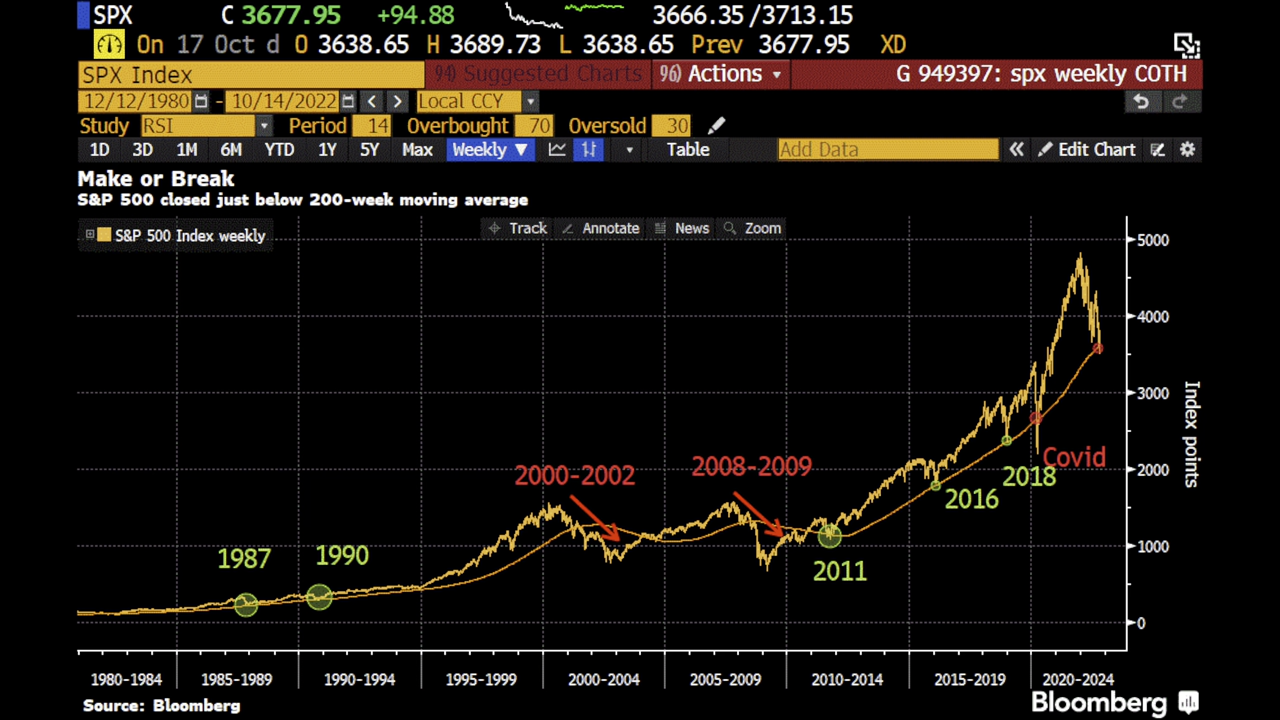 SPX C 3677.95 +94.88 3666.35/3713.15
On 17 Oct d O 3638.65 H 3689.73 L 3638.65 Prev 3677.95 XD
SPX Index 94) Suggested Charts 96) Actions G 949397: spx weekly COTH
12/12/1980 - 10/14/2022 Local CCY
Study RSI Period 14 Overbought 70 Oversold 30
1D 3D 1M 6M YTD 1Y 5Y Max Weekly Table Add Data Edit Chart
Make or Break
S&P 500 closed just below 200-week moving average
S&P 500 Index weekly
Track Annotate News Zoom
5000
4000
3000
2000
1000
0
Index points
1987
1990
2000-2002
2008-2009
2011
2016
2018
Covid
1980-1984 1985-1989 1990-1994 1995-1999 2000-2004 2005-2009 2010-2014 2015-2019 2020-2024
Source: Bloomberg
Bloomberg